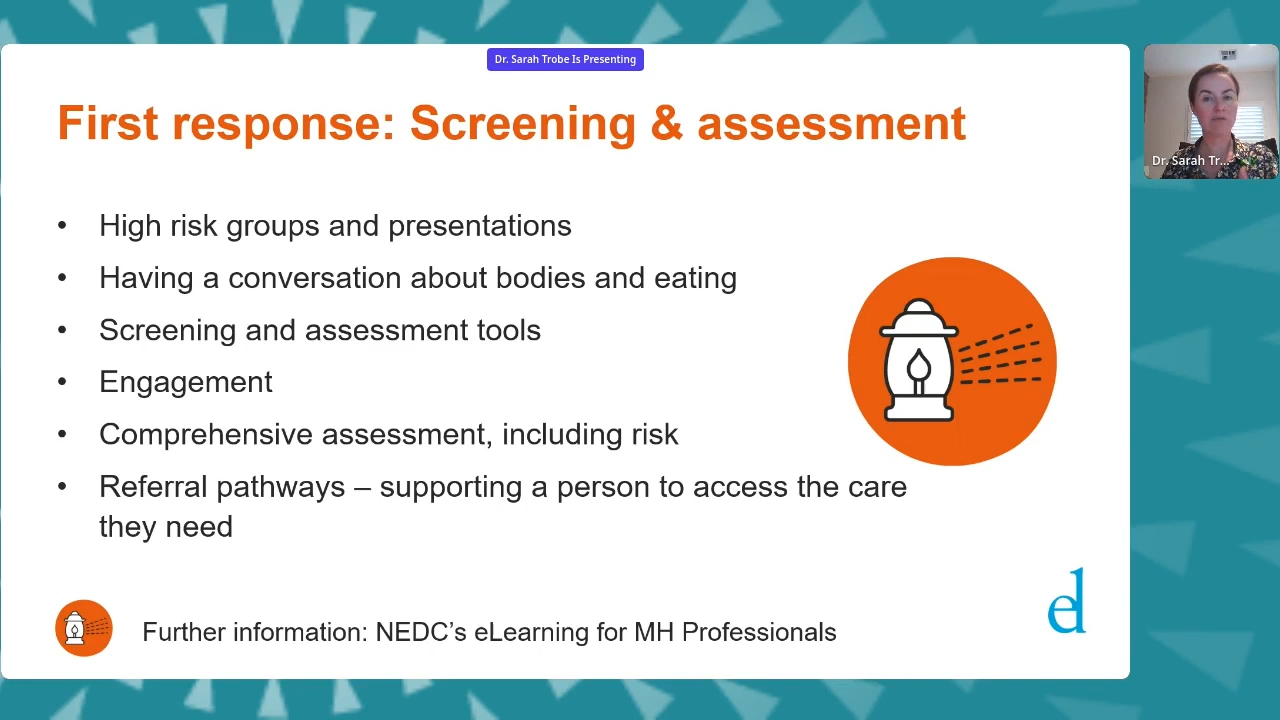 Dr. Sarah Trobe Is Presenting
First response: Screening & assessment
Dr. Sarah Tr...
• High risk groups and presentations
• Having a conversation about bodies and eating
• Screening and assessment tools
• Engagement
• Comprehensive assessment, including risk
• Referral pathways – supporting a person to access the care
they need
ed
Further information: NEDC’s eLearning for MH Professionals